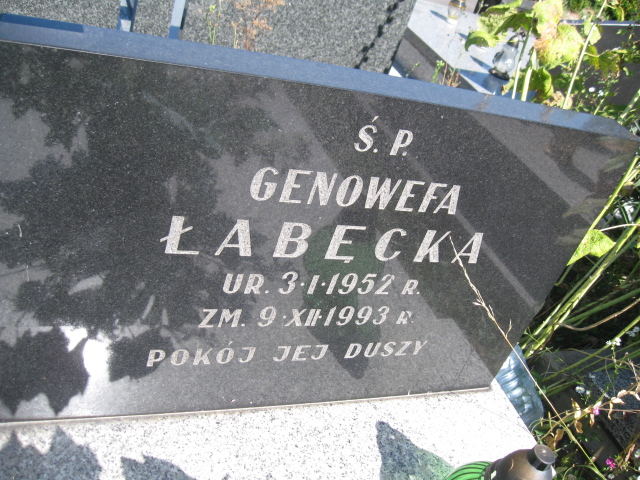 Ś. P.
GENOWEFA
ŁABĘCKA
UR. 3·I·1952 R.
ZM. 9·XII·1993 R.
POKÓJ JEJ DUSZY